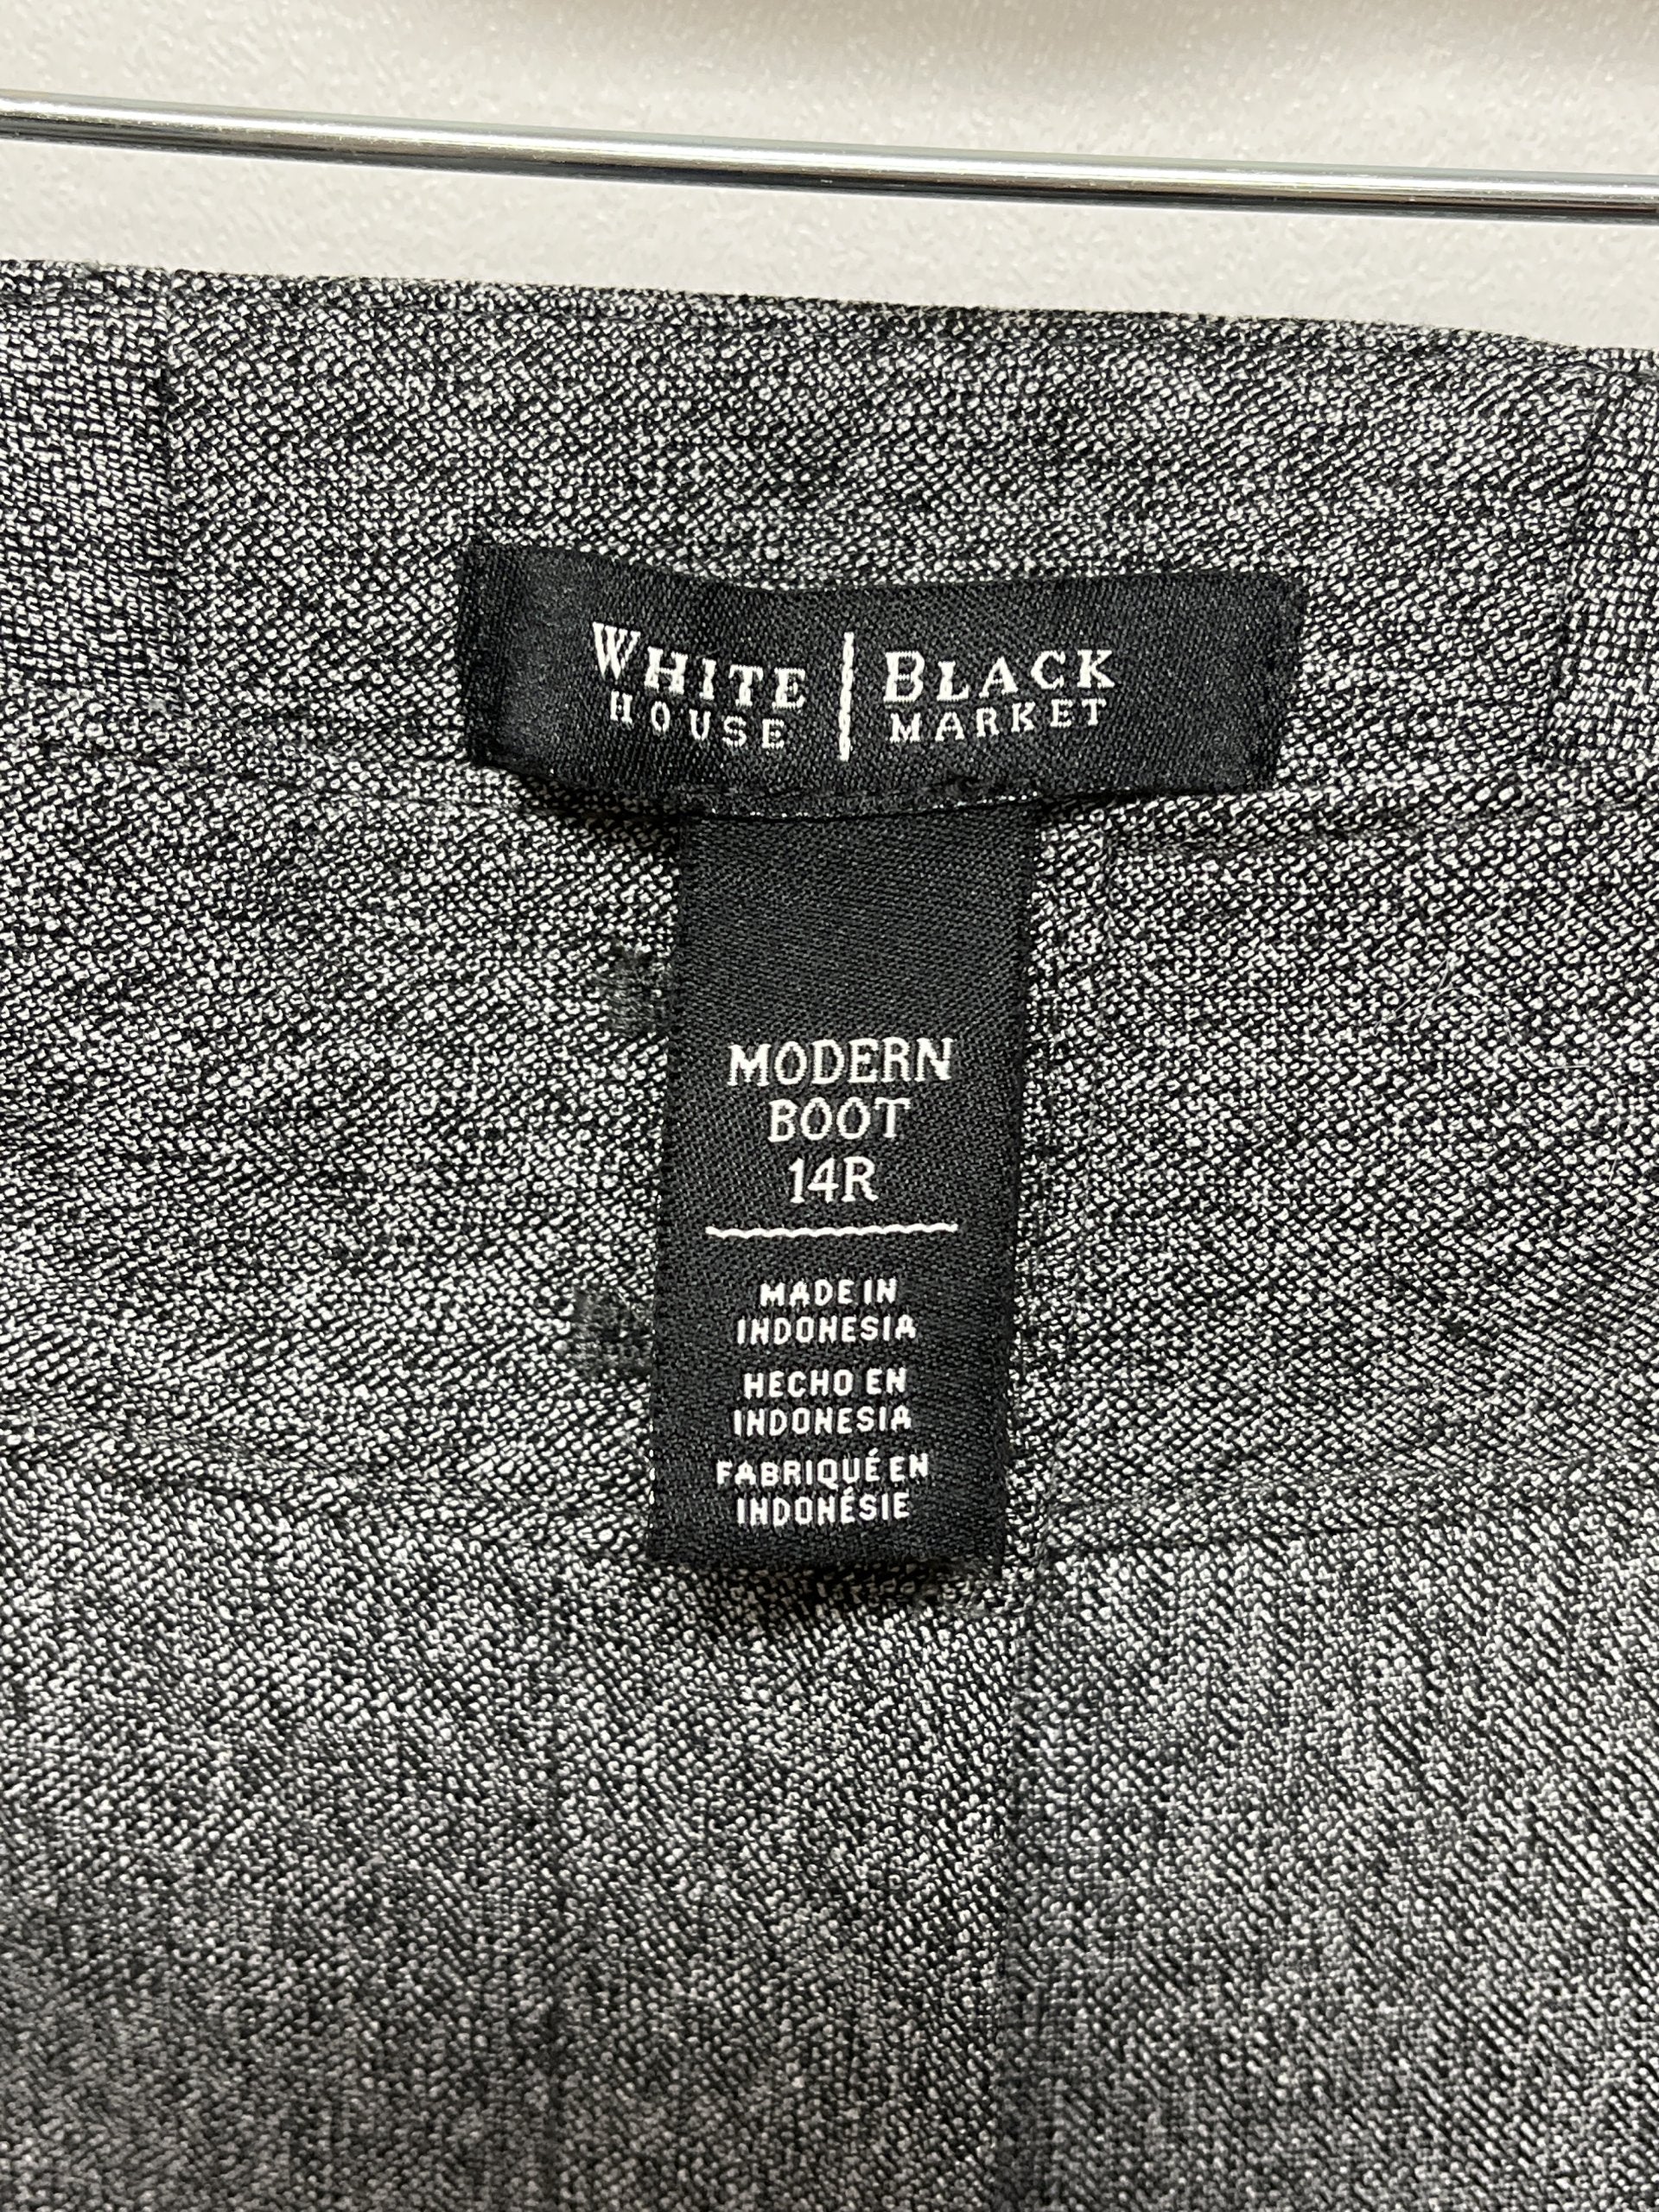 WHITE | BLACK
HOUSE | MARKET
MODERN
BOOT
14R
MADE IN
INDONESIA
HECHO EN
INDONESIA
FABRIQUÉ EN
INDONÉSIE